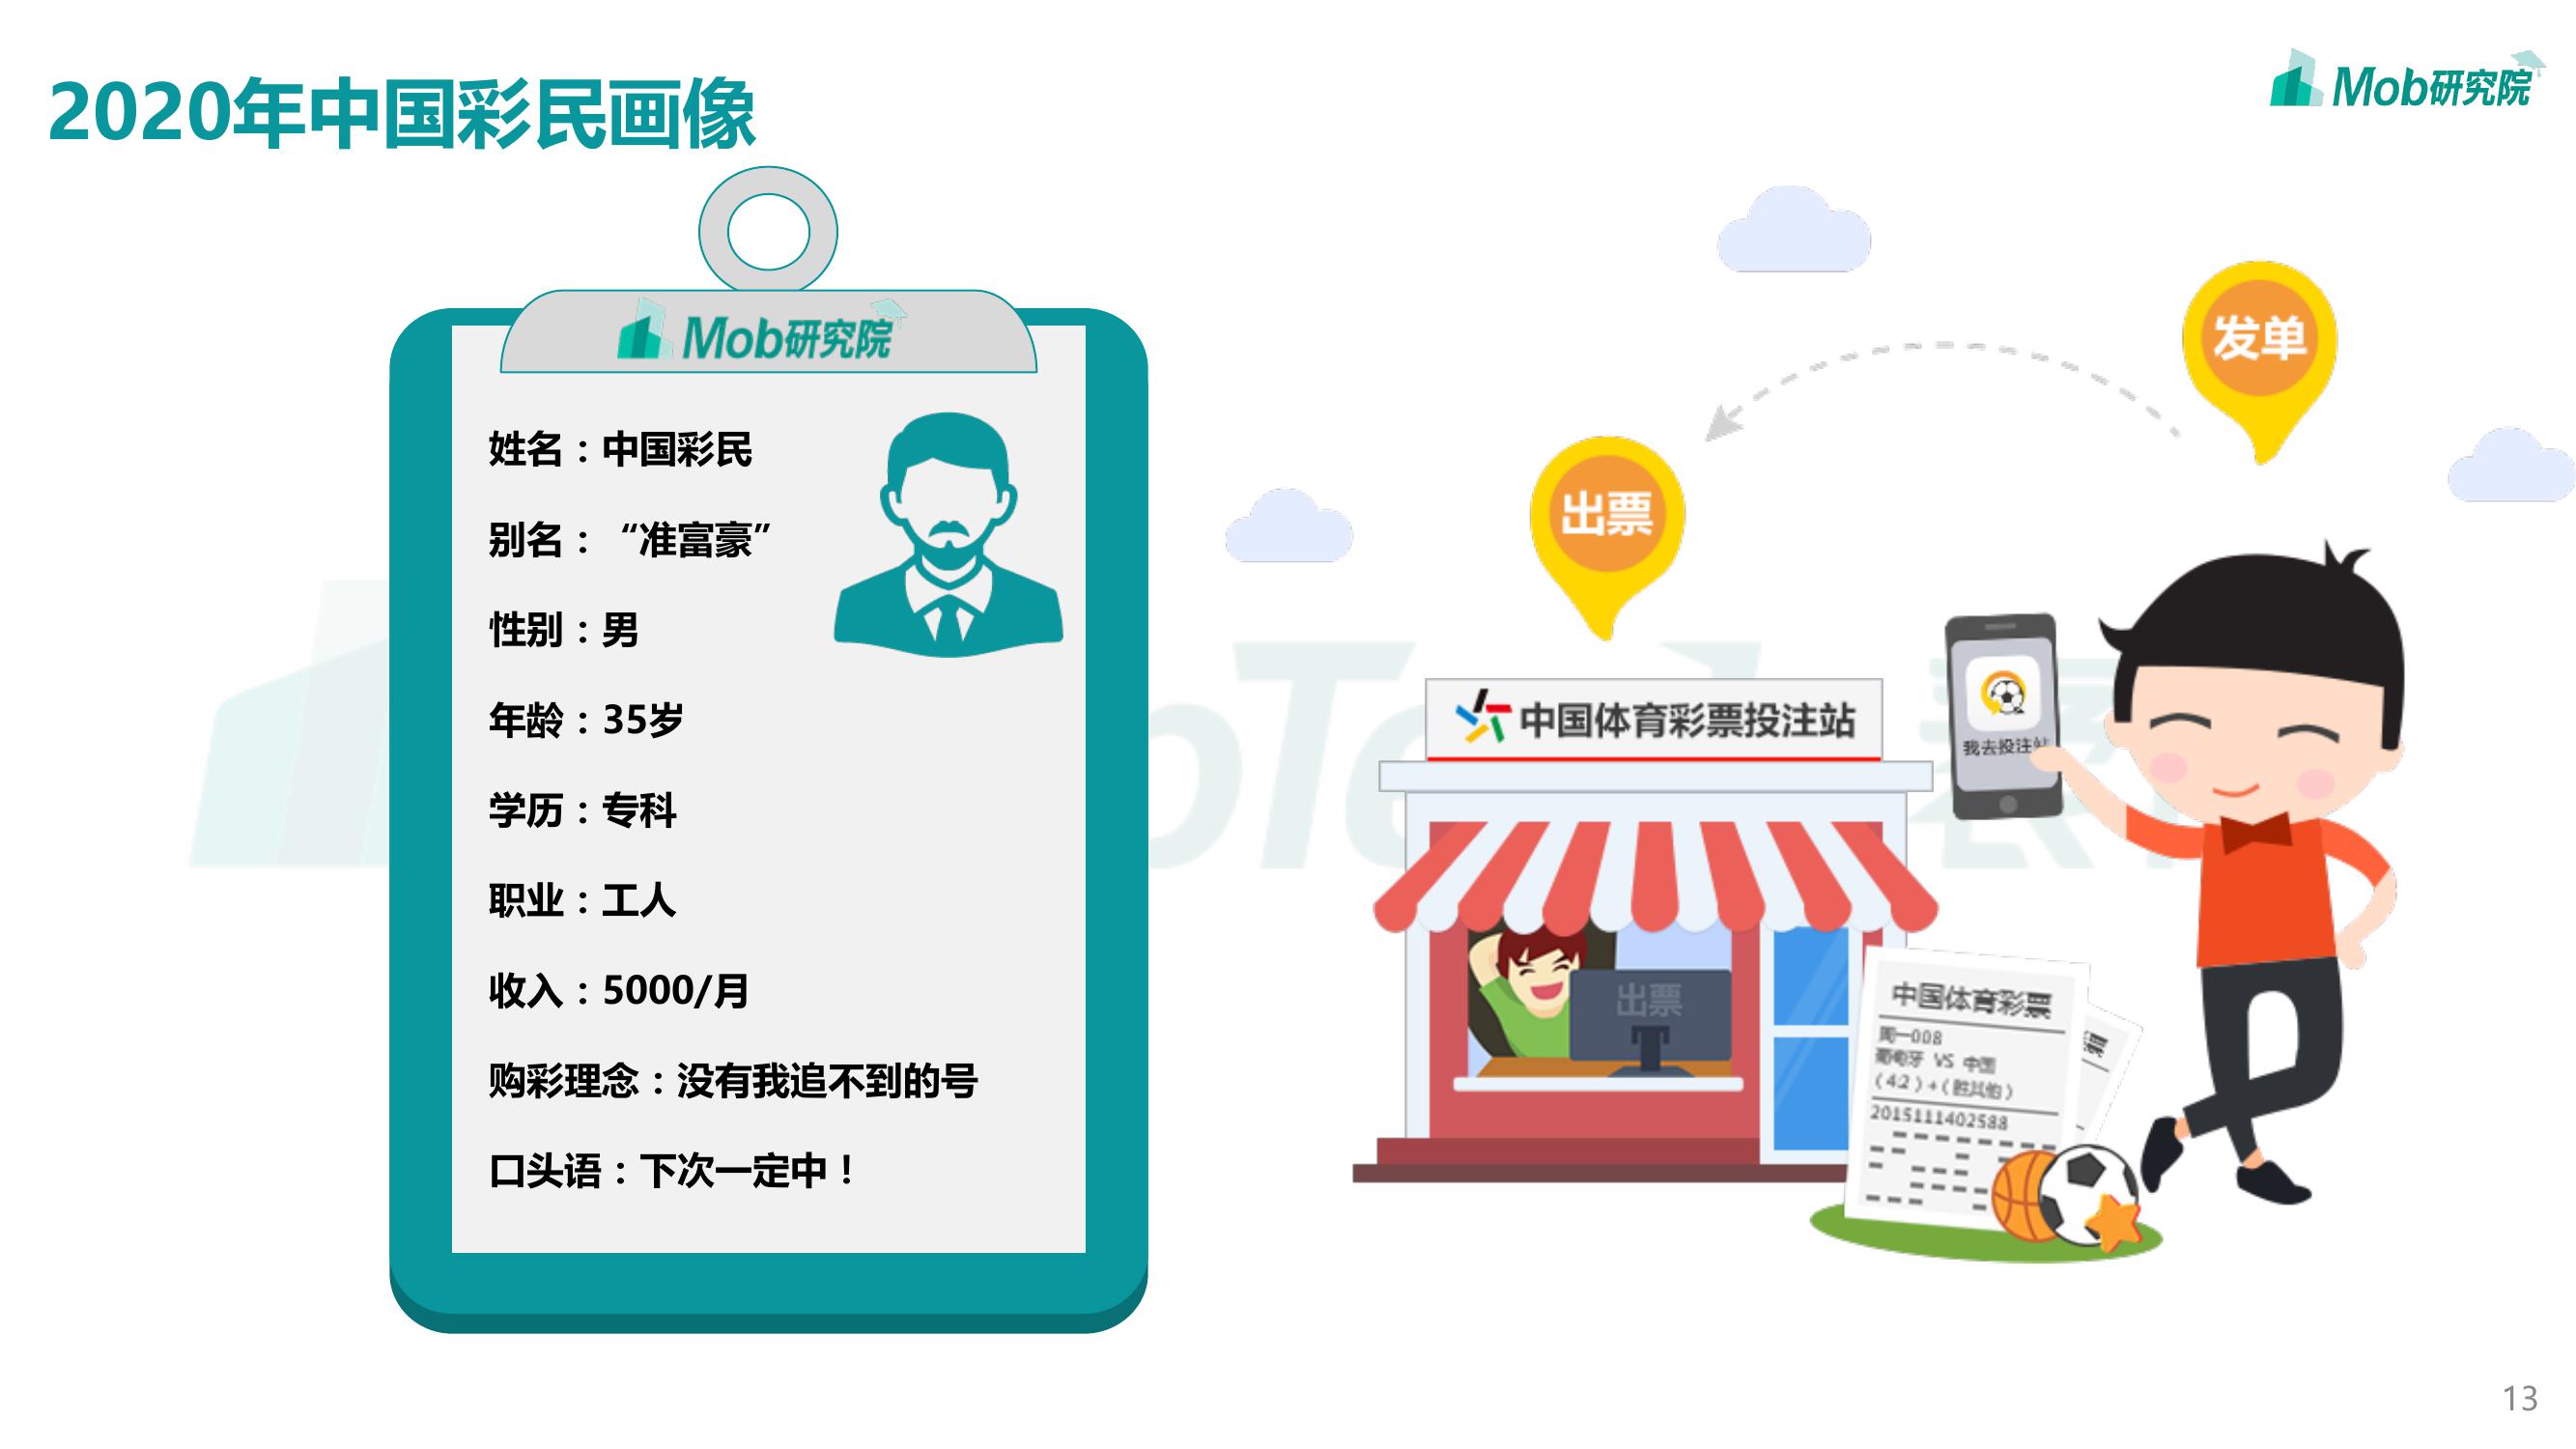 2020年中国彩民画像
Mob研究院
Mob研究院
姓名：中国彩民
别名：“准富豪”
性别：男
年龄：35岁
学历：专科
职业：工人
收入：5000/月
购彩理念：没有我追不到的号
口头语：下次一定中！
发单
出票
中国体育彩票投注站
我去投注站
出票
中国体育彩票
周一008
葡萄牙 VS 中国
（4:2）+（胜其他）
2015111402588
13